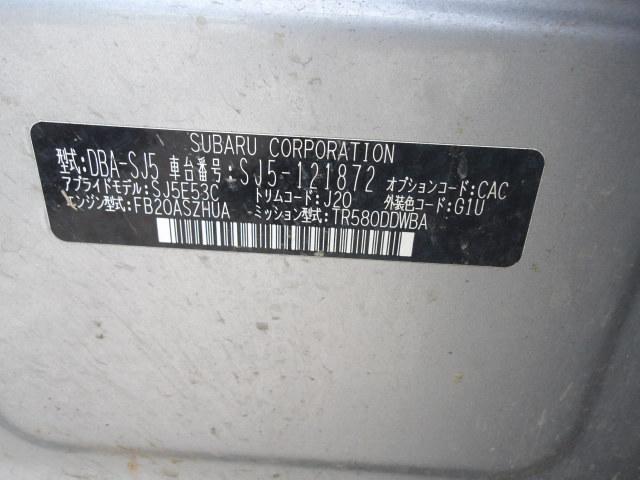 SUBARU CORPORATION
型式:DBA-SJ5 車台番号:SJ5-121872 オプションコード:CAC
アプライドモデル:SJ5E53C トリムコード:J20 外装色コード:G1U
エンジン型式:FB20ASZHUA ミッション型式:TR580DDWBA